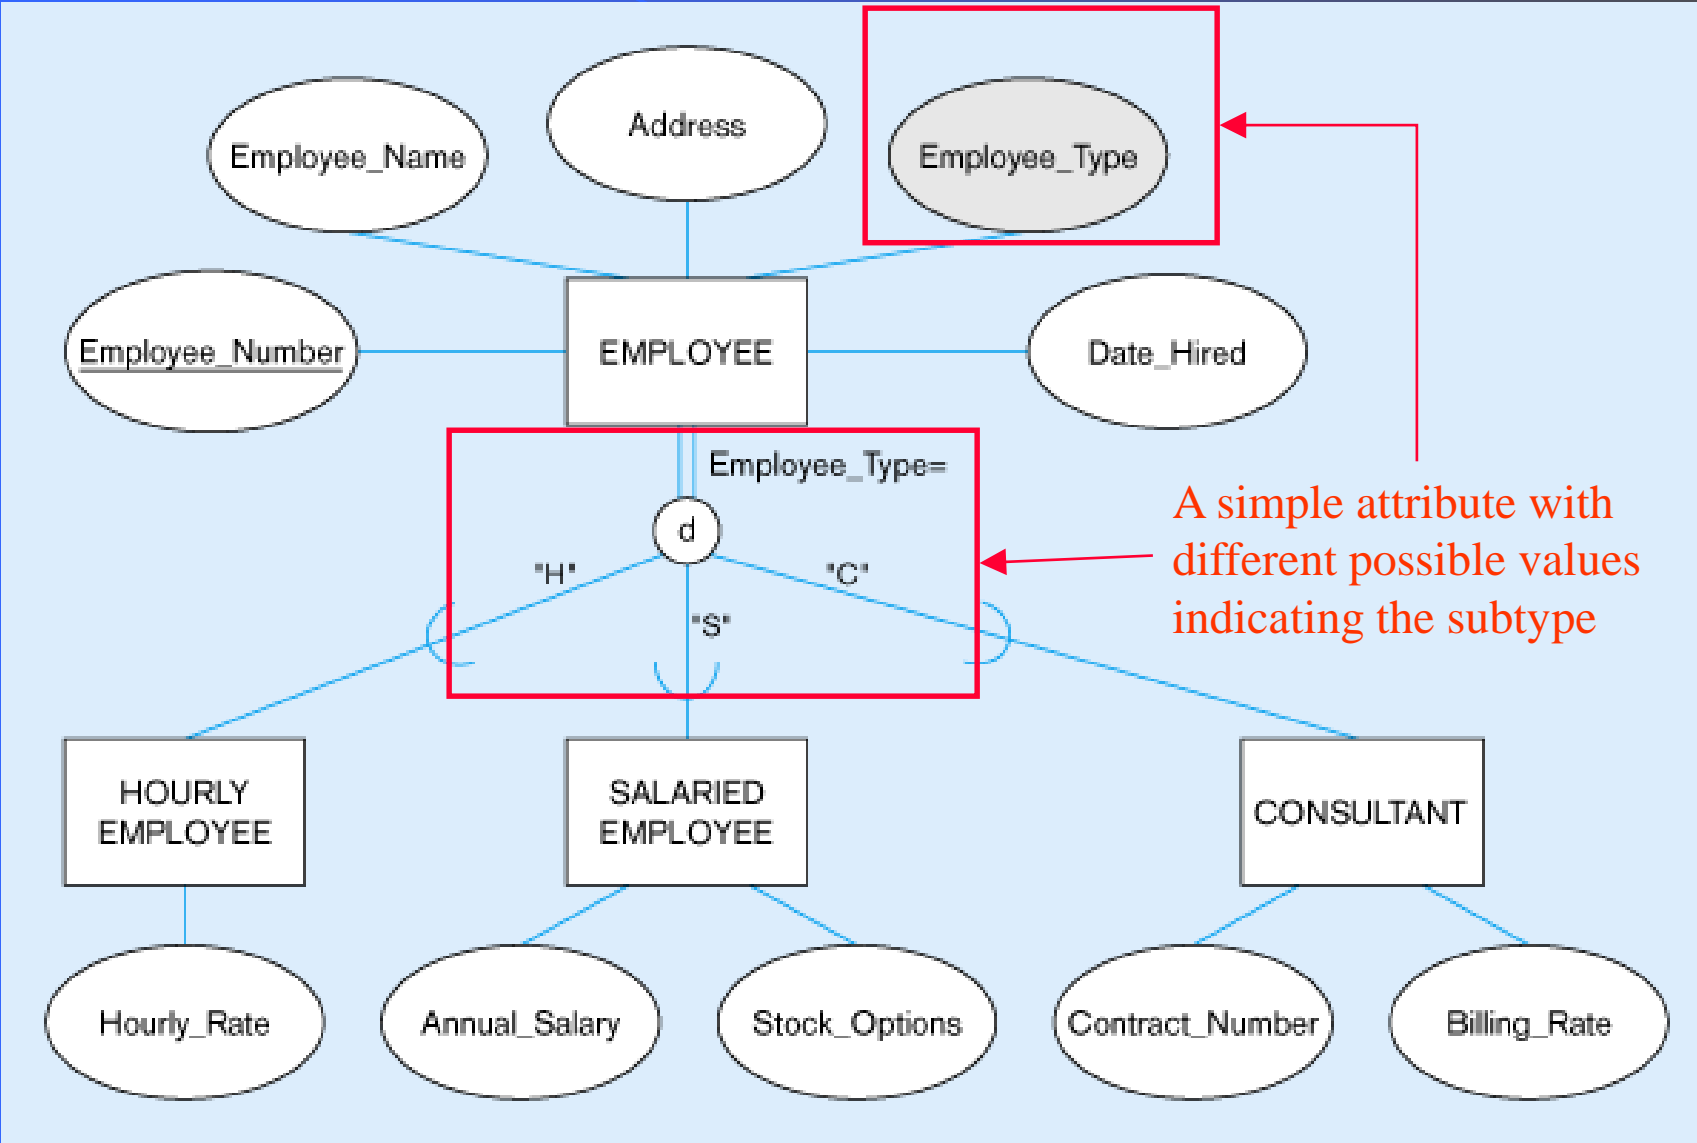 Address
Employee_Name
Employee_Type
Employee_Number
EMPLOYEE
Date_Hired
Employee_Type=
d
"H"
"S"
"C"
A simple attribute with
different possible values
indicating the subtype
HOURLY
EMPLOYEE
SALARIED
EMPLOYEE
CONSULTANT
Hourly_Rate
Annual_Salary
Stock_Options
Contract_Number
Billing_Rate